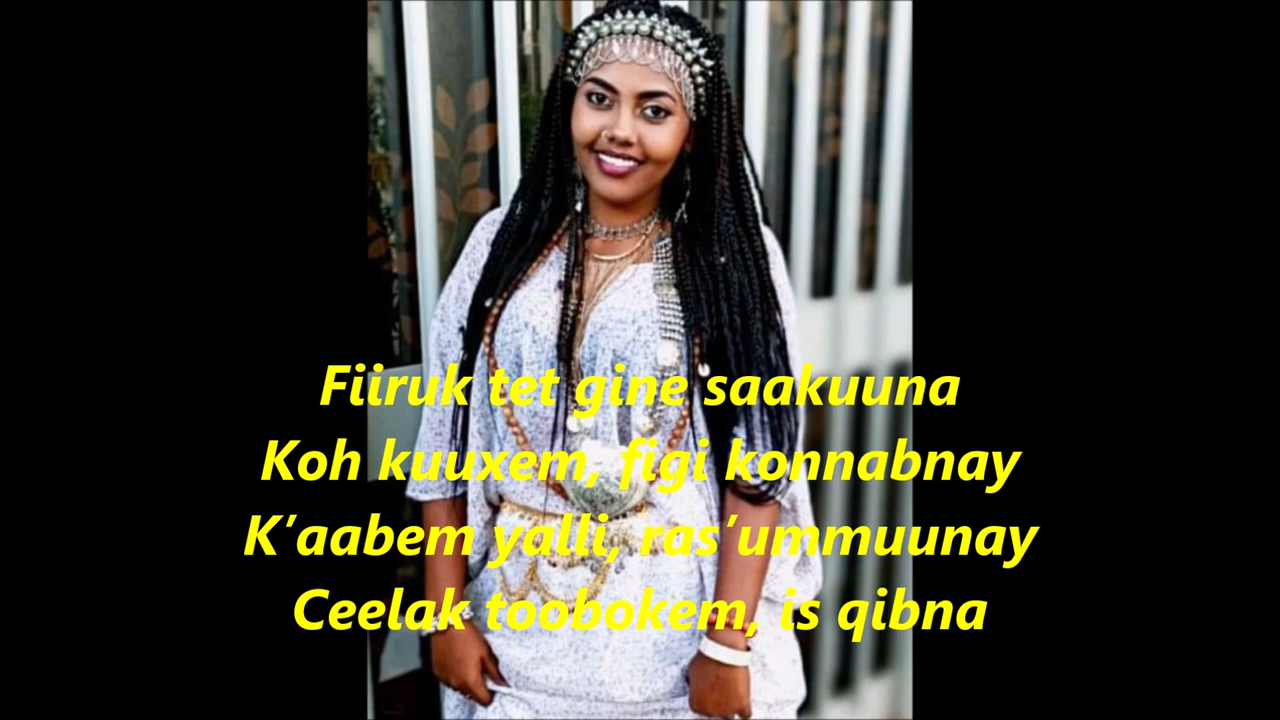 Fiiruk tet gine saakuuna
Koh kuuxem, figi konnabnay
K’aabem yalli, ras’ummuunay
Ceelak toobokem, is qibna